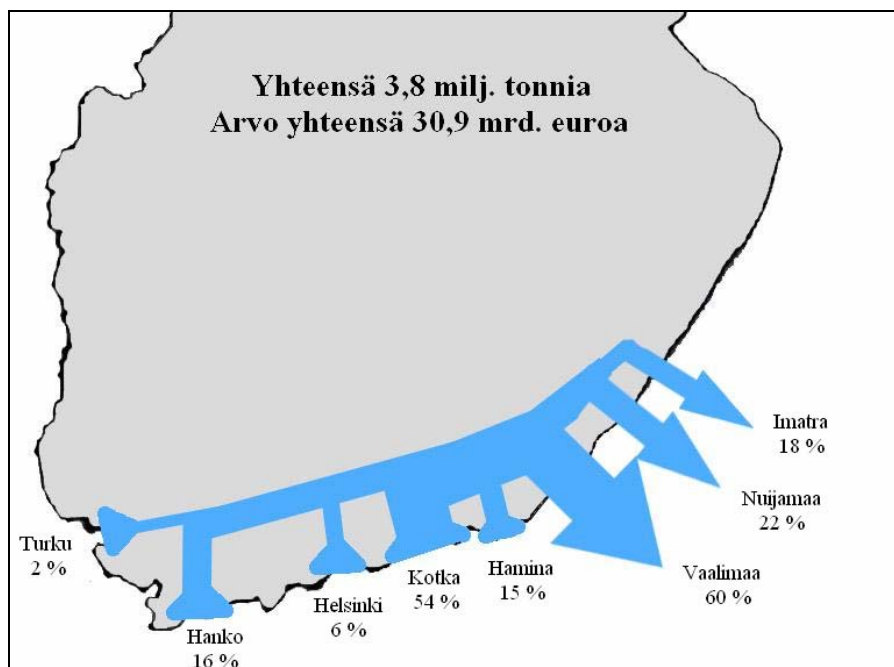 Yhteensä 3,8 milj. tonnia
Arvo yhteensä 30,9 mrd. euroa
Imatra
18 %
Nuijamaa
22 %
Vaalimaa
60 %
Turku
2 %
Hanko
16 %
Helsinki
6 %
Kotka
54 %
Hamina
15 %